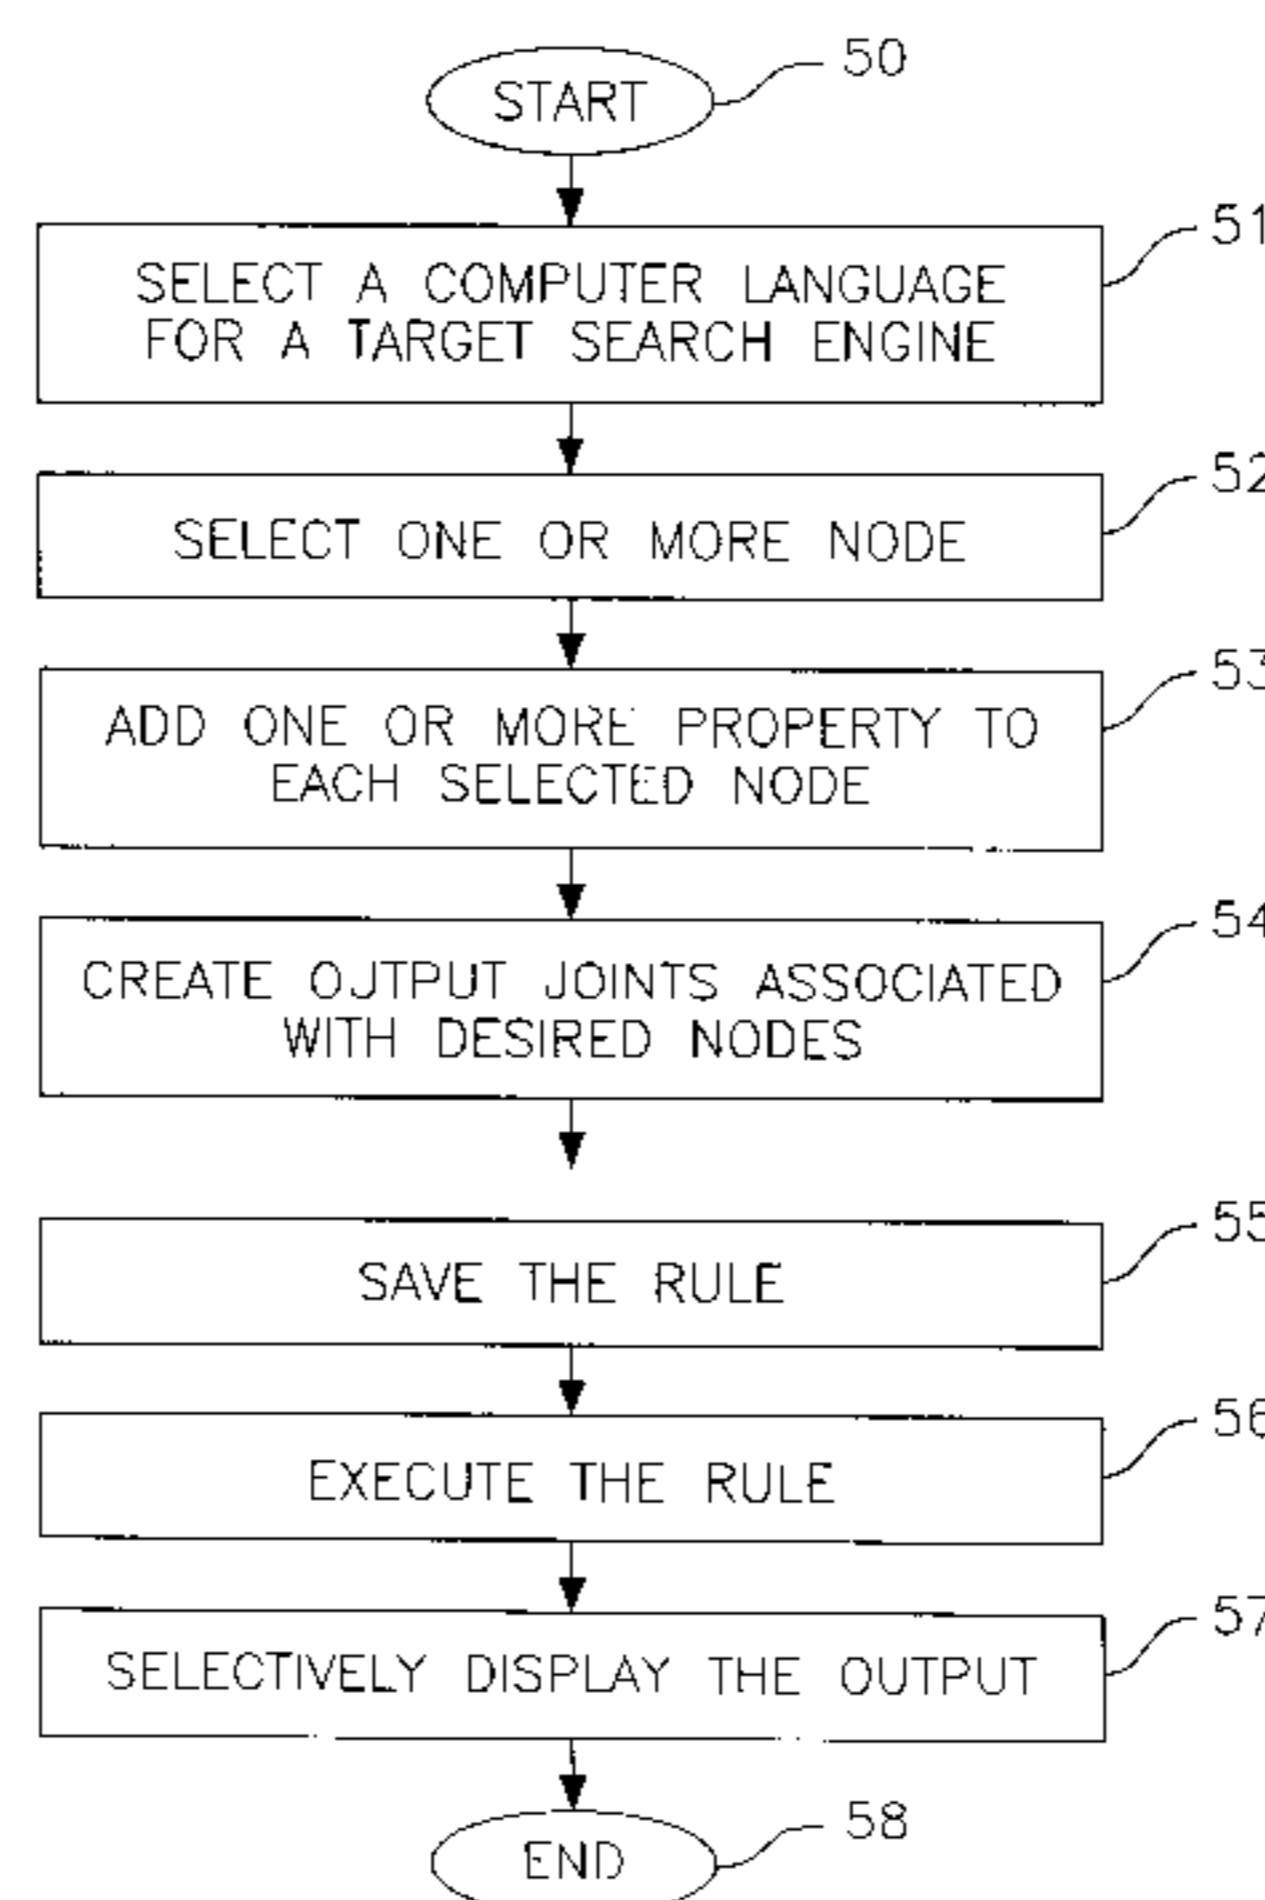 50
START
51
SELECT A COMPUTER LANGUAGE
FOR A TARGET SEARCH ENGINE
52
SELECT ONE OR MORE NODE
53
ADD ONE OR MORE PROPERTY TO
EACH SELECTED NODE
54
CREATE OUTPUT JOINTS ASSOCIATED
WITH DESIRED NODES
55
SAVE THE RULE
56
EXECUTE THE RULE
57
SELECTIVELY DISPLAY THE OUTPUT
58
END